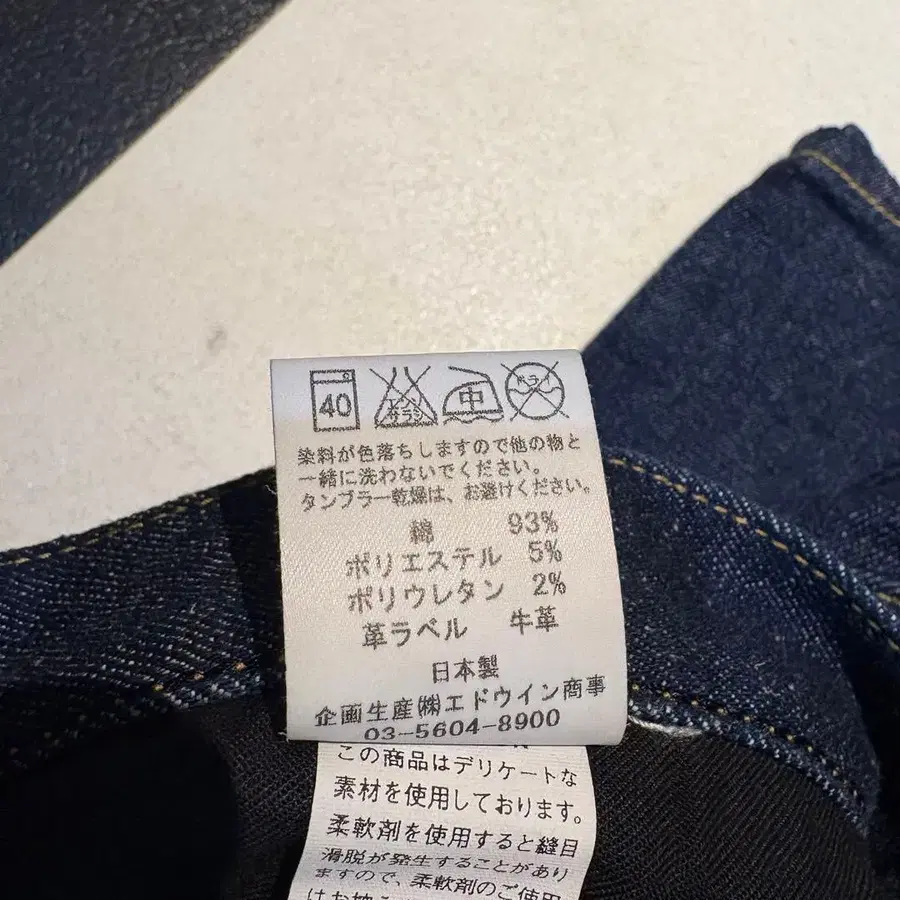 40 エンソ サラシ 中 ドライ
染料が色落ちしますので他の物と
一緒に洗わないでください。
タンブラー乾燥は、お避けください。
綿 93%
ポリエステル 5%
ポリウレタン 2%
革ラベル 牛革
日本製
企画生産㈱エドウイン商事
03-5604-8900
この商品はデリケートな
素材を使用しております。
柔軟剤を使用すると縫目
滑脱が発生することがあり
ますので、柔軟剤のご使用
はお